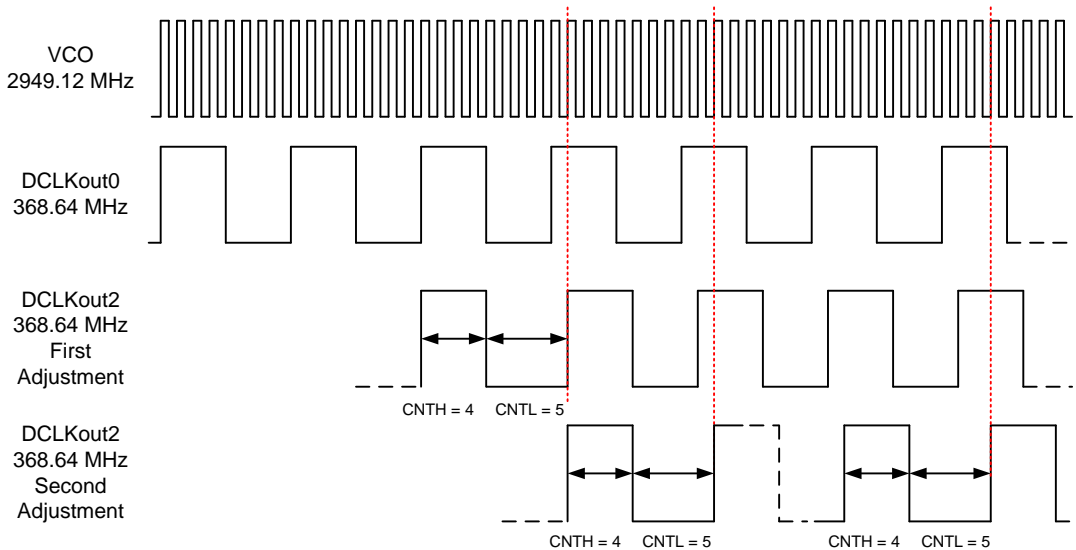 VCO
2949.12 MHz
DCLKout0
368.64 MHz
DCLKout2
368.64 MHz
First
Adjustment
CNTH = 4 CNTL = 5
DCLKout2
368.64 MHz
Second
Adjustment
CNTH = 4 CNTL = 5 CNTH = 4 CNTL = 5